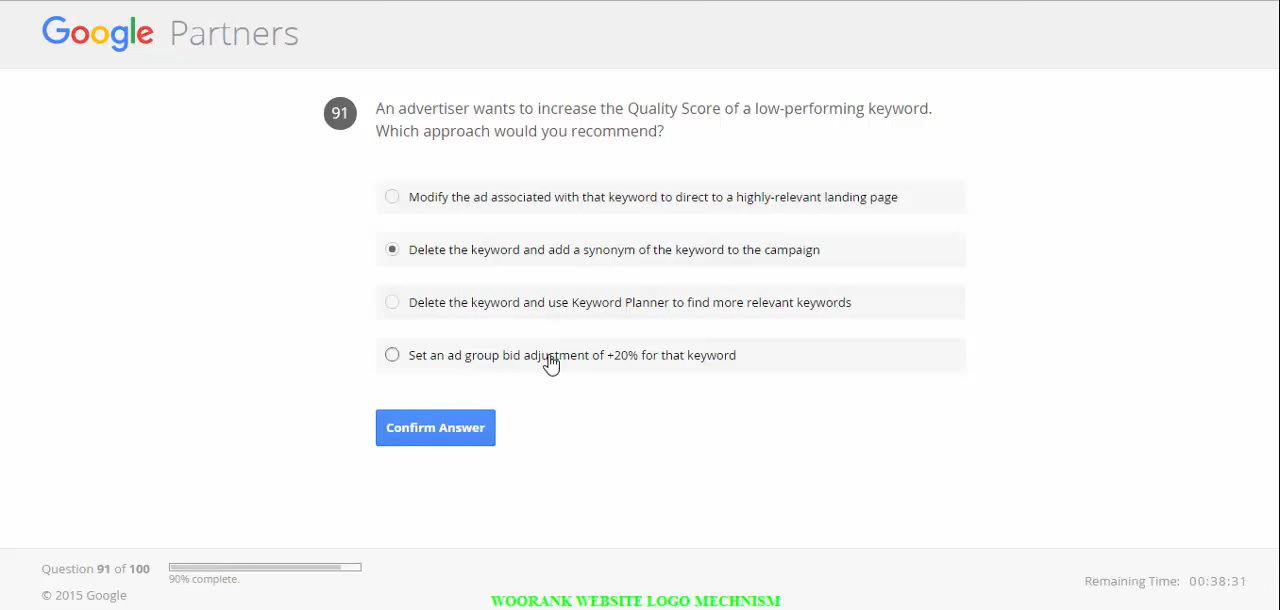 Google Partners
91
An advertiser wants to increase the Quality Score of a low-performing keyword.
Which approach would you recommend?
Modify the ad associated with that keyword to direct to a highly-relevant landing page
Delete the keyword and add a synonym of the keyword to the campaign
Delete the keyword and use Keyword Planner to find more relevant keywords
Set an ad group bid adjustment of +20% for that keyword
Confirm Answer
Question 91 of 100
90% complete.
Remaining Time: 00:38:31
© 2015 Google
WOORANK WEBSITE LOGO MECHNISM